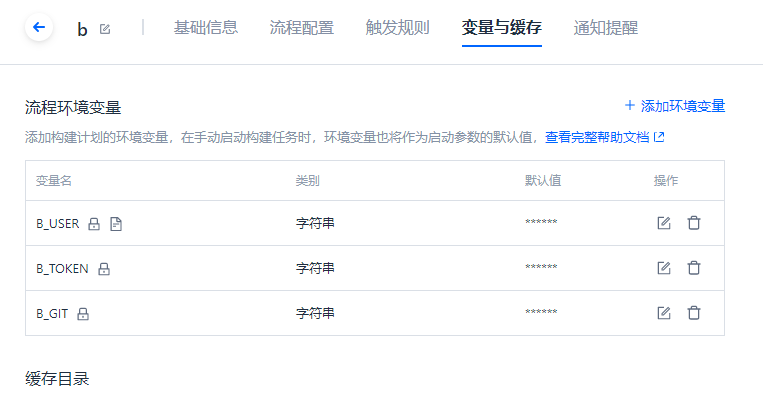 b 基础信息 流程配置 触发规则 变量与缓存 通知提醒
流程环境变量 + 添加环境变量
添加构建计划的环境变量，在手动启动构建任务时，环境变量也将作为启动参数的默认值，查看完整帮助文档
变量名 类别 默认值 操作
B_USER 字符串 ******
B_TOKEN 字符串 ******
B_GIT 字符串 ******
缓存目录